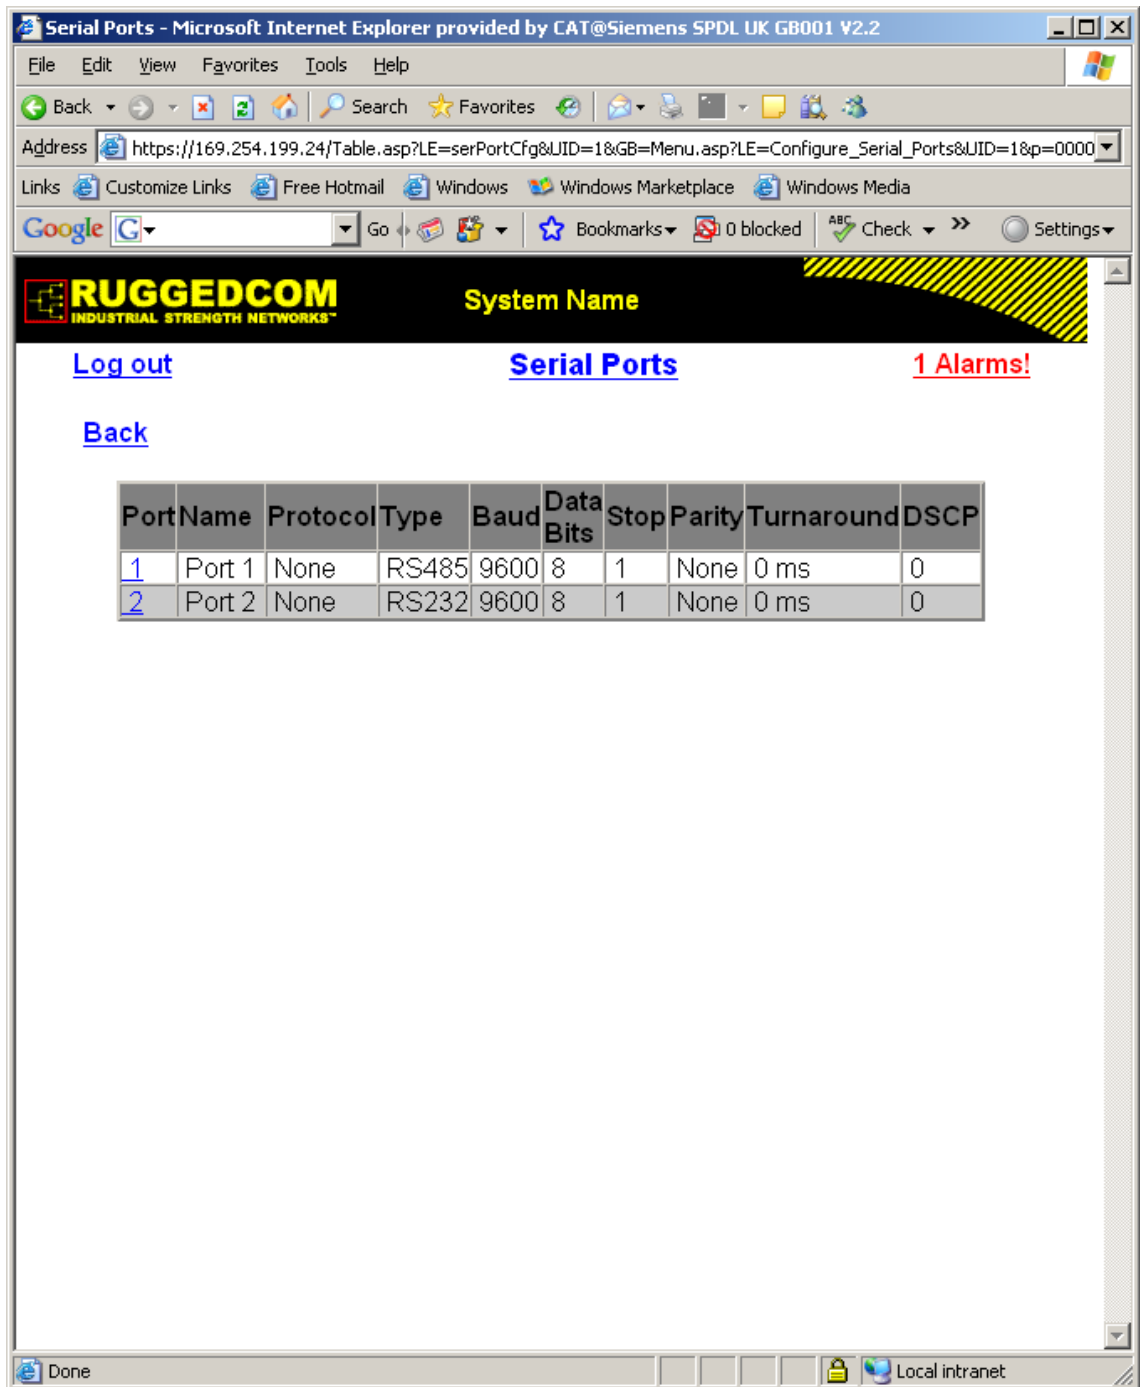 Serial Ports - Microsoft Internet Explorer provided by CAT@Siemens SPDL UK GB001 V2.2
File Edit View Favorites Tools Help
Back Search Favorites
Address https://169.254.199.24/Table.asp?LE=serPortCfg&UID=1&GB=Menu.asp?LE=Configure_Serial_Ports&UID=1&p=0000
Links Customize Links Free Hotmail Windows Windows Marketplace Windows Media
Google G Go Bookmarks 0 blocked ABC Check >> Settings
RUGGEDCOM System Name
INDUSTRIAL STRENGTH NETWORKS™
Log out Serial Ports 1 Alarms!
Back
Port Name Protocol Type Baud Data Bits Stop Parity Turnaround DSCP
1 Port 1 None RS485 9600 8 1 None 0 ms 0
2 Port 2 None RS232 9600 8 1 None 0 ms 0
Done Local intranet